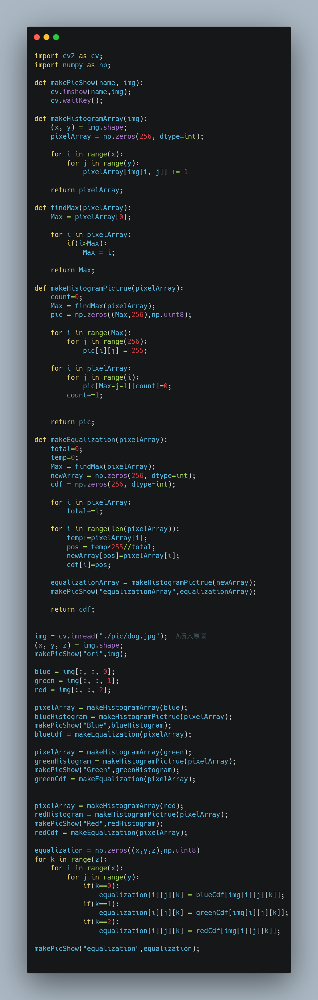 import cv2 as cv;
import numpy as np;

def makePicShow(name, img):
    cv.imshow(name,img);
    cv.waitKey();

def makeHistogramArray(img):
    (x, y) = img.shape;
    pixelArray = np.zeros(256, dtype=int);

    for i in range(x):
        for j in range(y):
            pixelArray[img[i, j]] += 1

    return pixelArray;

def findMax(pixelArray):
    Max = pixelArray[0];

    for i in pixelArray:
        if(i>Max):
            Max = i;

    return Max;

def makeHistogramPictrue(pixelArray):
    count=0;
    Max = findMax(pixelArray);
    pic = np.zeros((Max,256),np.uint8);

    for i in range(Max):
        for j in range(256):
            pic[i][j] = 255;

    for i in pixelArray:
        for j in range(i):
            pic[Max-j-1][count]=0;
        count+=1;


    return pic;

def makeEqualization(pixelArray):
    total=0;
    temp=0;
    Max = findMax(pixelArray);
    newArray = np.zeros(256, dtype=int);
    cdf = np.zeros(256, dtype=int);

    for i in pixelArray:
        total+=i;

    for i in range(len(pixelArray)):
        temp+=pixelArray[i];
        pos = temp*255//total;
        newArray[pos]=pixelArray[i];
        cdf[i]=pos;

    equalizationArray = makeHistogramPictrue(newArray);
    makePicShow("equalizationArray",equalizationArray);

    return cdf;


img = cv.imread("./pic/dog.jpg");  #讀入原圖
(x, y, z) = img.shape;
makePicShow("ori",img);

blue = img[:, :, 0];
green = img[:, :, 1];
red = img[:, :, 2];

pixelArray = makeHistogramArray(blue);
blueHistogram = makeHistogramPictrue(pixelArray);
makePicShow("Blue",blueHistogram);
blueCdf = makeEqualization(pixelArray);

pixelArray = makeHistogramArray(green);
greenHistogram = makeHistogramPictrue(pixelArray);
makePicShow("Green",greenHistogram);
greenCdf = makeEqualization(pixelArray);


pixelArray = makeHistogramArray(red);
redHistogram = makeHistogramPictrue(pixelArray);
makePicShow("Red",redHistogram);
redCdf = makeEqualization(pixelArray);

equalization = np.zeros((x,y,z),np.uint8)
for k in range(z):
    for i in range(x):
        for j in range(y):
            if(k==0):
                equalization[i][j][k] = blueCdf[img[i][j][k]];
            if(k==1):
                equalization[i][j][k] = greenCdf[img[i][j][k]];
            if(k==2):
                equalization[i][j][k] = redCdf[img[i][j][k]];

makePicShow("equalization",equalization);